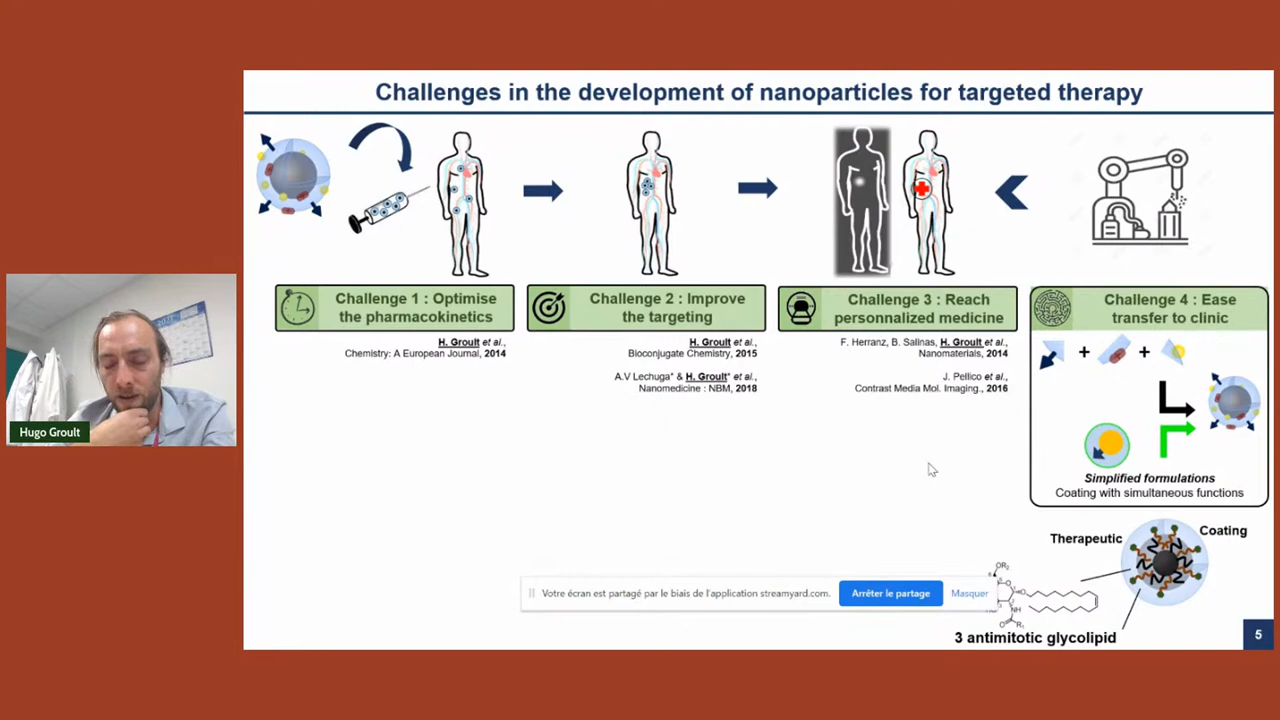 Challenges in the development of nanoparticles for targeted therapy
Challenge 1 : Optimise
the pharmacokinetics
H. Groult et al.,
Chemistry: A European Journal, 2014
Challenge 2 : Improve
the targeting
H. Groult et al.,
Bioconjugate Chemistry, 2015
A.V Lechuga* & H. Groult* et al.,
Nanomedicine : NBM, 2018
Challenge 3 : Reach
personnalized medicine
F. Herranz, B. Salinas, H. Groult et al.,
Nanomaterials, 2014
J. Pellico et al.,
Contrast Media Mol. Imaging., 2016
Challenge 4 : Ease
transfer to clinic
+ +
Simplified formulations
Coating with simultaneous functions
Hugo Groult
Therapeutic
Coating
OR2
O
O
NH
O
R1
Votre écran est partagé par le biais de l'application streamyard.com.
Arrêter le partage
Masquer
3 antimitotic glycolipid
5